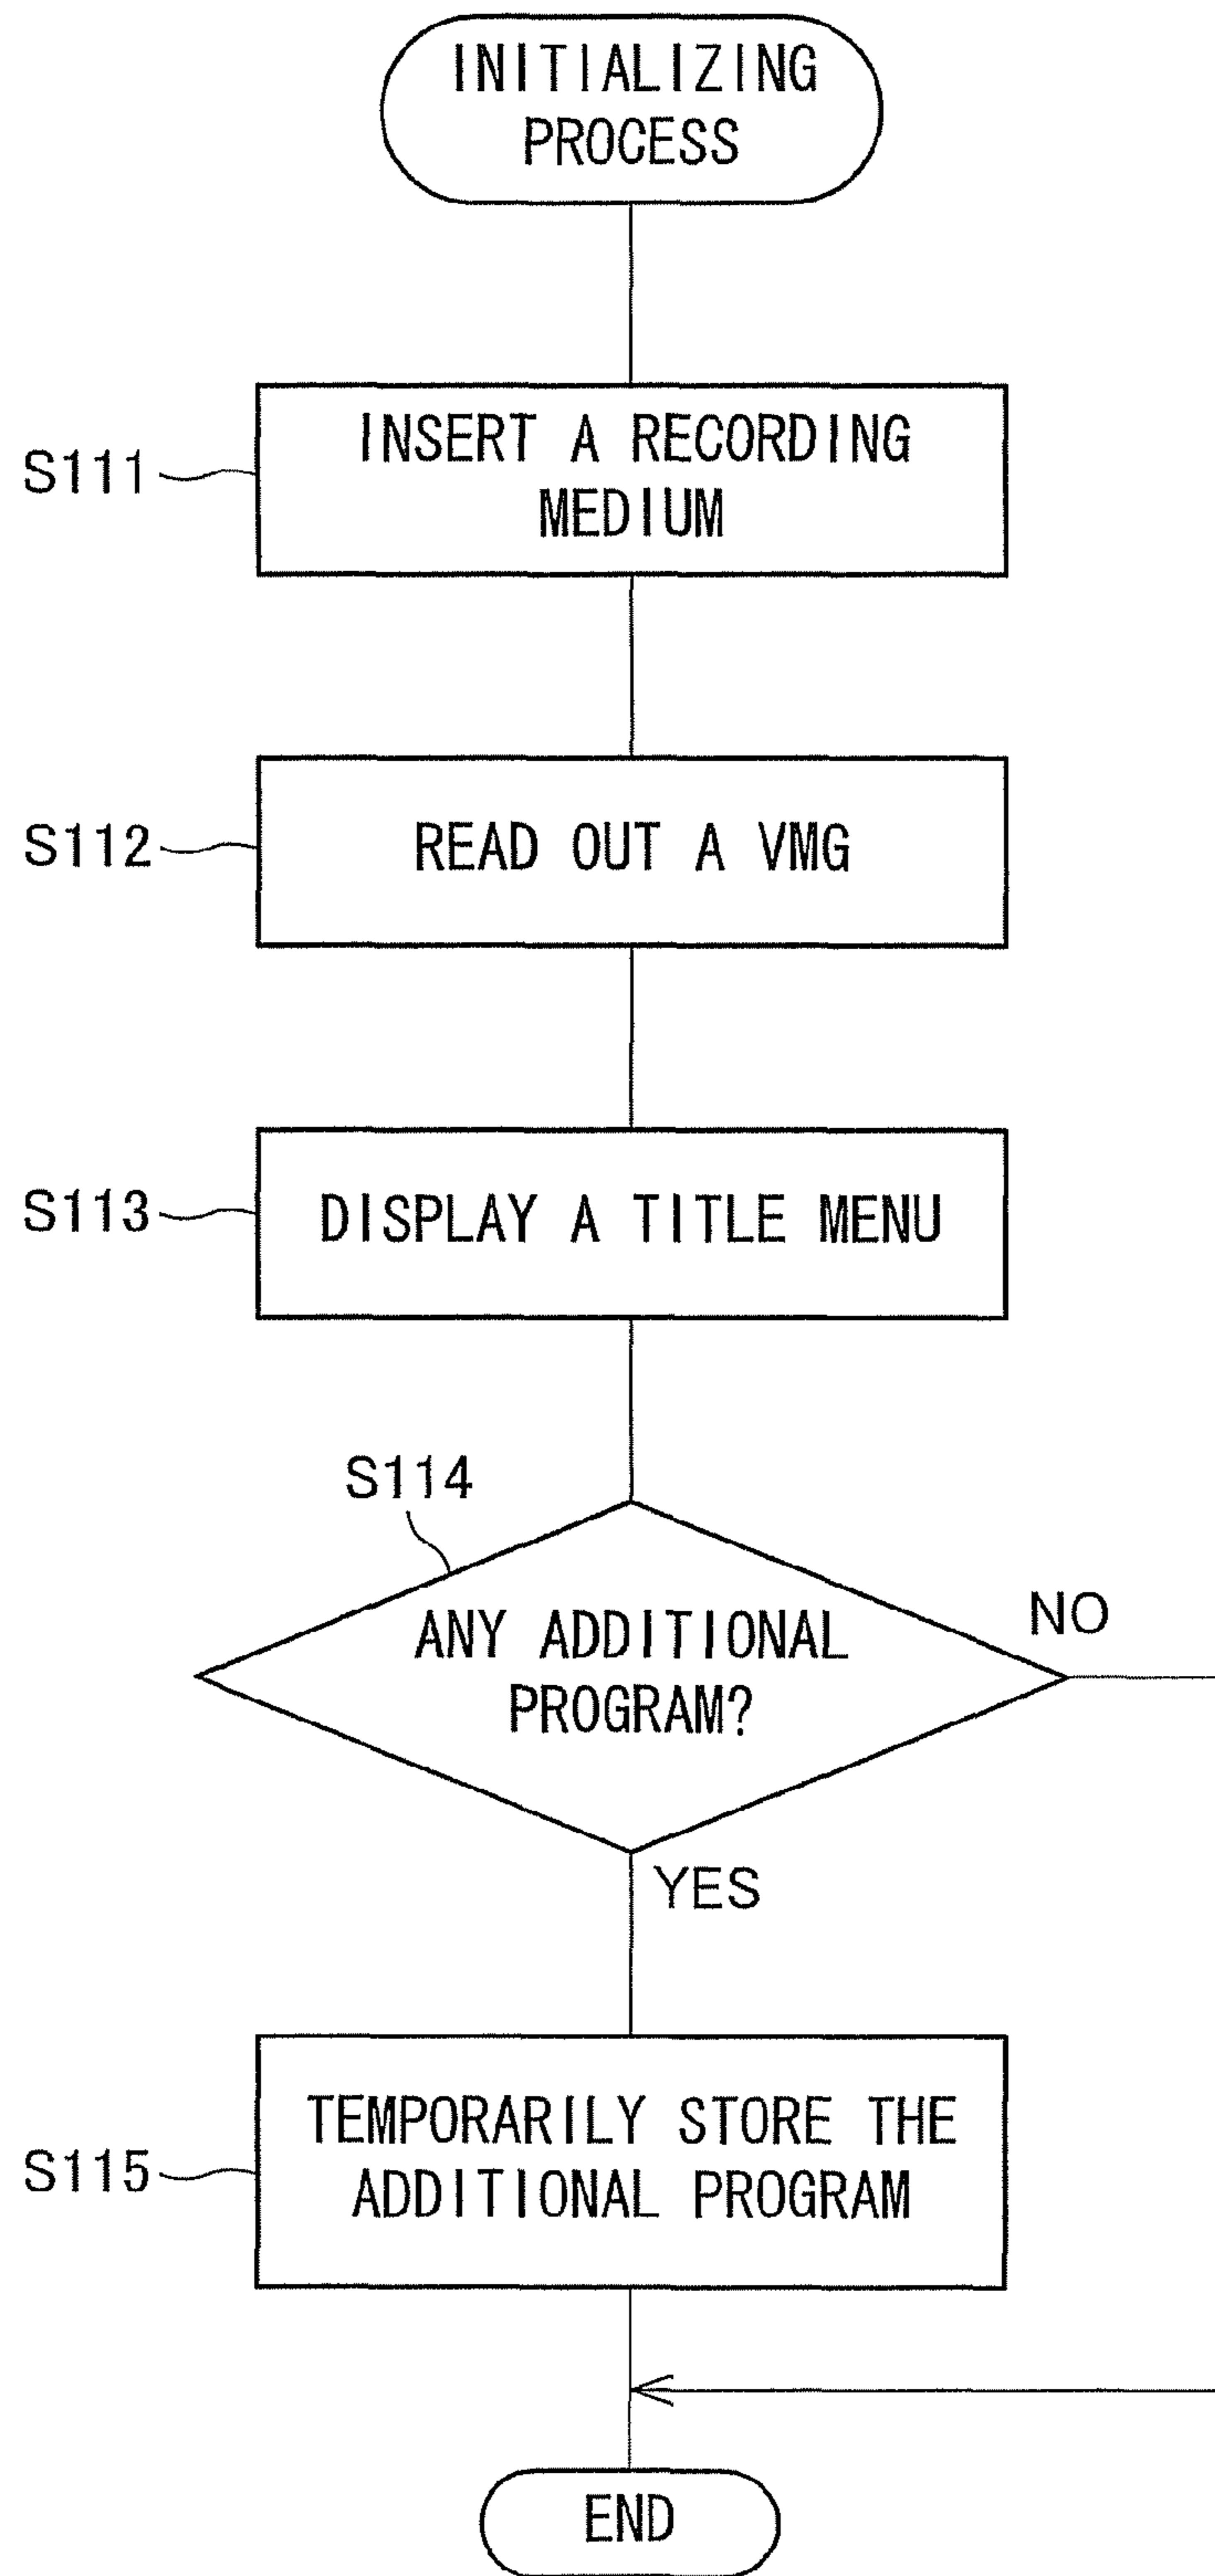 INITIALIZING
PROCESS
S111
INSERT A RECORDING
MEDIUM
S112
READ OUT A VMG
S113
DISPLAY A TITLE MENU
S114
ANY ADDITIONAL
PROGRAM?
NO
YES
S115
TEMPORARILY STORE THE
ADDITIONAL PROGRAM
END